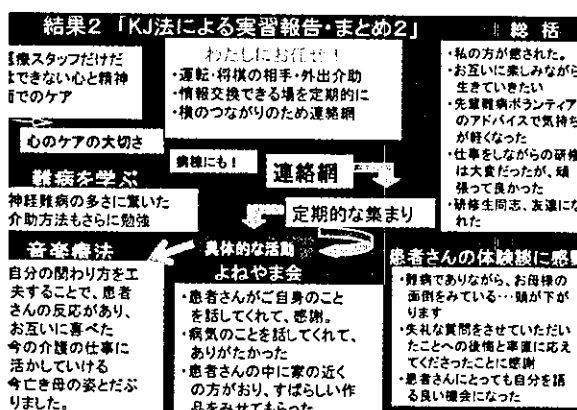 結果2 「KJ法による実習報告・まとめ2」
医療スタッフだけだ
はできない心と精神
面でのケア
心のケアの大切さ
難病を学ぶ
神経難病の多さに驚いた
介助方法もさらに勉強
音楽療法
自分の関わり方を工
夫することで、患者
さんの反応があり、
お互いに喜べた
今の介護の仕事に
活かしていける
今亡き母の姿とだぶ
りました。
わたしにお任せ!
・運転・将棋の相手・外出介助
・情報交換できる場を定期的に
・横のつながりのため連絡網
病棟にも!
連絡網
定期的な集まり
具体的な活動
よねやま会
・患者さんがご自身のこと
を話してくれて、感謝。
・病気のことを話してくれて、
ありがたかった
・患者さんの中に家の近く
の方がおり、すばらしい作
品をみせてもらった
総括
・私の方が癒された。
・お互いに楽しみながら
生きていきたい
・先輩難病ボランティア
のアドバイスで気持ち
が軽くなった
・仕事をしながらの研修
は大変だったが、頑
張って良かった
・研修生同志、友達にな
れた
患者さんの体験談に感動
・難病でありながら、お母様の
面倒をみている…頭が下が
ります
・失礼な質問をさせていただい
たことへの後悔と率直に応え
てくださったことに感謝
・患者さんにとっても自分を語
る良い機会になった